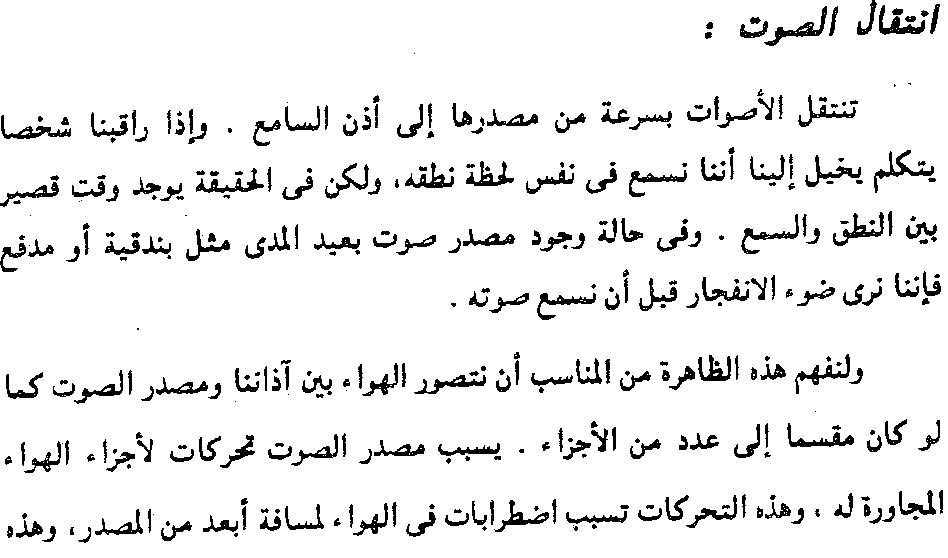 انتقال الصوت :
تنتقل الأصوات بسرعة من مصدرها إلى أذن السامع . وإذا راقبنا شخصا
يتكلم يخيل إلينا أننا نسمع فى نفس لحظة نطقه، ولكن فى الحقيقة يوجد وقت قصير
بين النطق والسمع . وفى حالة وجود مصدر صوت بعيد المدى مثل بندقية أو مدفع
فإننا نرى ضوء الانفجار قبل أن نسمع صوته .
ولنفهم هذه الظاهرة من المناسب أن نتصور الهواء بين آذاننا ومصدر الصوت كما
لو كان مقسما إلى عدد من الأجزاء . يسبب مصدر الصوت تحركات لأجزاء الهواء
المجاورة له ، وهذه التحركات تسبب اضطرابات فى الهواء لمسافة أبعد من المصدر، وهذه